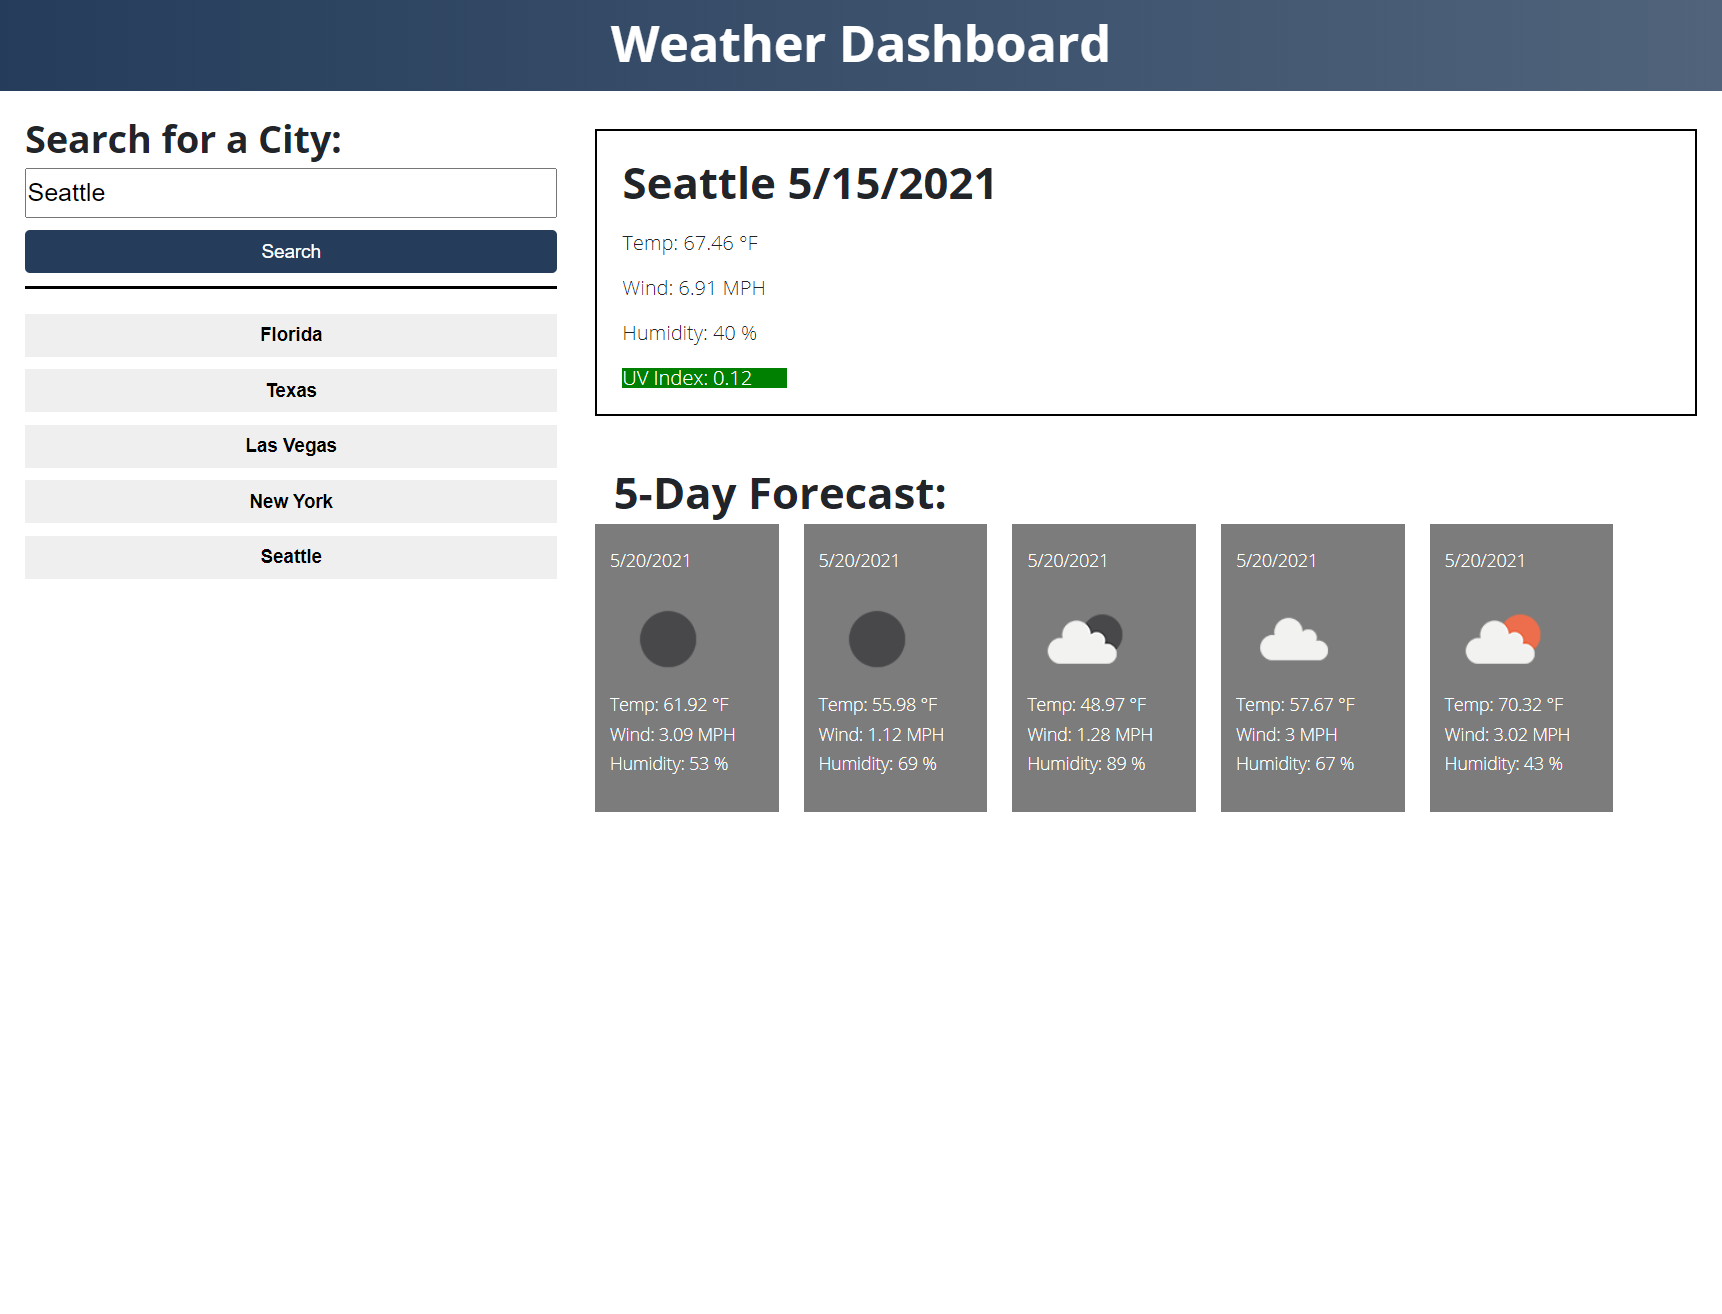 Weather Dashboard
Search for a City:
Seattle
Search
Florida
Texas
Las Vegas
New York
Seattle
Seattle 5/15/2021
Temp: 67.46 °F
Wind: 6.91 MPH
Humidity: 40 %
UV Index: 0.12
5-Day Forecast:
5/20/2021
Temp: 61.92 °F
Wind: 3.09 MPH
Humidity: 53 %
5/20/2021
Temp: 55.98 °F
Wind: 1.12 MPH
Humidity: 69 %
5/20/2021
Temp: 48.97 °F
Wind: 1.28 MPH
Humidity: 89 %
5/20/2021
Temp: 57.67 °F
Wind: 3 MPH
Humidity: 67 %
5/20/2021
Temp: 70.32 °F
Wind: 3.02 MPH
Humidity: 43 %